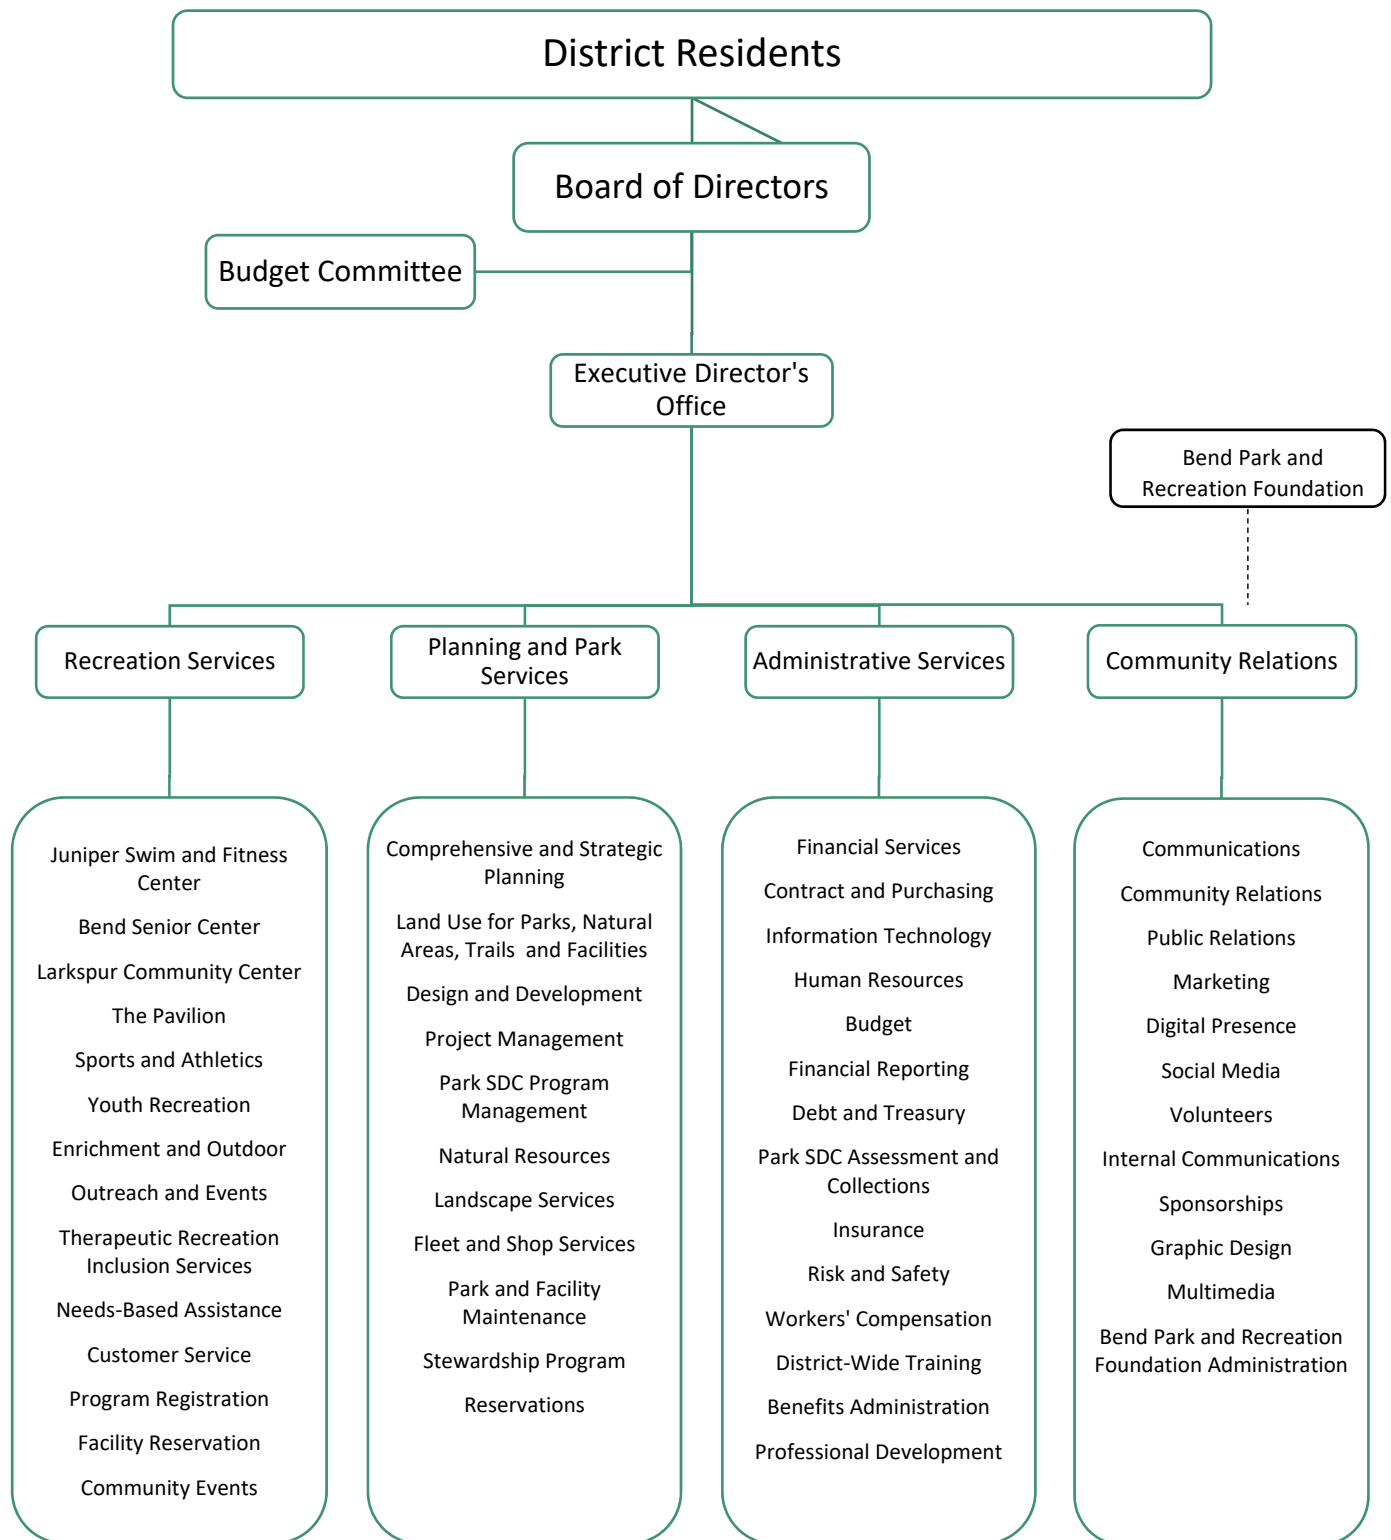 District Residents
Board of Directors
Budget Committee
Executive Director's
Office
Bend Park and
Recreation Foundation
Recreation Services
Planning and Park
Services
Administrative Services
Community Relations
Juniper Swim and Fitness
Center
Bend Senior Center
Larkspur Community Center
The Pavilion
Sports and Athletics
Youth Recreation
Enrichment and Outdoor
Outreach and Events
Therapeutic Recreation
Inclusion Services
Needs-Based Assistance
Customer Service
Program Registration
Facility Reservation
Community Events
Comprehensive and Strategic
Planning
Land Use for Parks, Natural
Areas, Trails  and Facilities
Design and Development
Project Management
Park SDC Program
Management
Natural Resources
Landscape Services
Fleet and Shop Services
Park and Facility
Maintenance
Stewardship Program
Reservations
Financial Services
Contract and Purchasing
Information Technology
Human Resources
Budget
Financial Reporting
Debt and Treasury
Park SDC Assessment and
Collections
Insurance
Risk and Safety
Workers' Compensation
District-Wide Training
Benefits Administration
Professional Development
Communications
Community Relations
Public Relations
Marketing
Digital Presence
Social Media
Volunteers
Internal Communications
Sponsorships
Graphic Design
Multimedia
Bend Park and Recreation
Foundation Administration